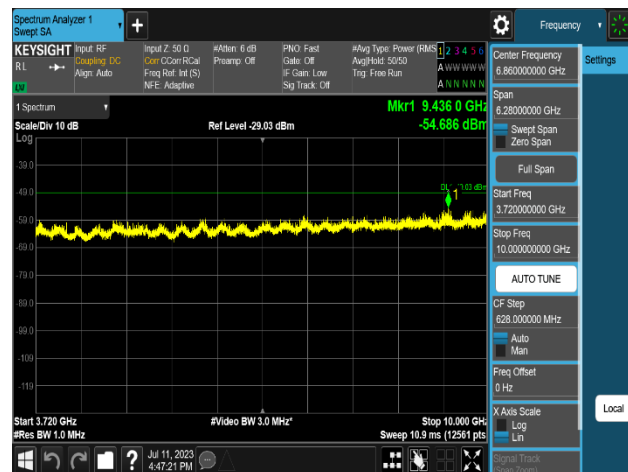 Spectrum Analyzer 1
Swept SA
Frequency
KEYSIGHT
RL
Input: RF
Coupling: DC
Align: Auto
Input Z: 50 Ω
Corr CCorr RCal
Freq Ref: Int (S)
NFE: Adaptive
#Atten: 6 dB
Preamp: Off
PNO: Fast
Gate: Off
IF Gain: Low
Sig Track: Off
#Avg Type: Power (RMS
Avg|Hold: 50/50
Trig: Free Run
1 2 3 4 5 6
A W W W W W
A N N N N N
LXI
1 Spectrum
Scale/Div 10 dB
Log
Ref Level -29.03 dBm
Mkr1 9.436 0 GHz
-54.686 dBm
-39.0
-49.0
-59.0
-69.0
-79.0
-89.0
-99.0
-109
-119
1
Start 3.720 GHz
#Res BW 1.0 MHz
#Video BW 3.0 MHz*
Stop 10.000 GHz
Sweep 10.9 ms (12561 pts
Center Frequency
6.860000000 GHz
Settings
Span
6.28000000 GHz
Swept Span
Zero Span
Full Span
Start Freq
3.720000000 GHz
Stop Freq
10.000000000 GHz
AUTO TUNE
CF Step
628.000000 MHz
Auto
Man
Freq Offset
0 Hz
X Axis Scale
Log
Lin
Local
Signal Track
(Span Zoom)
?
Jul 11, 2023
4:47:21 PM